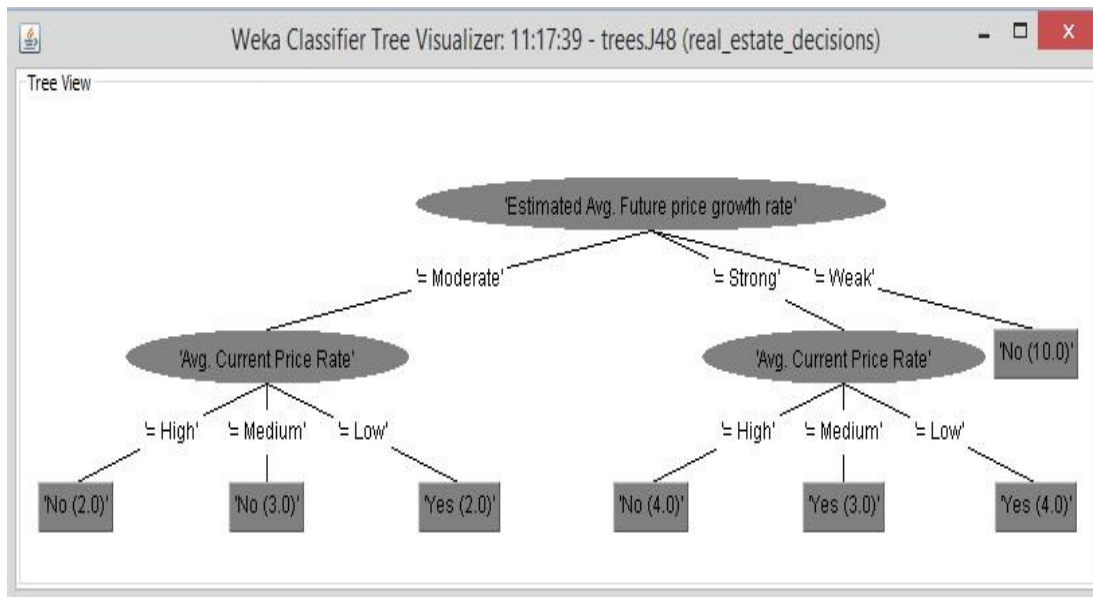 Weka Classifier Tree Visualizer: 11:17:39 - trees.J48 (real_estate_decisions)
Tree View
'Estimated Avg. Future price growth rate'
'= Moderate' '= Strong' '= Weak'
'Avg. Current Price Rate' 'Avg. Current Price Rate' 'No (10.0)'
'= High' '= Medium' '= Low' '= High' '= Medium' '= Low'
'No (2.0)' 'No (3.0)' 'Yes (2.0)' 'No (4.0)' 'Yes (3.0)' 'Yes (4.0)'